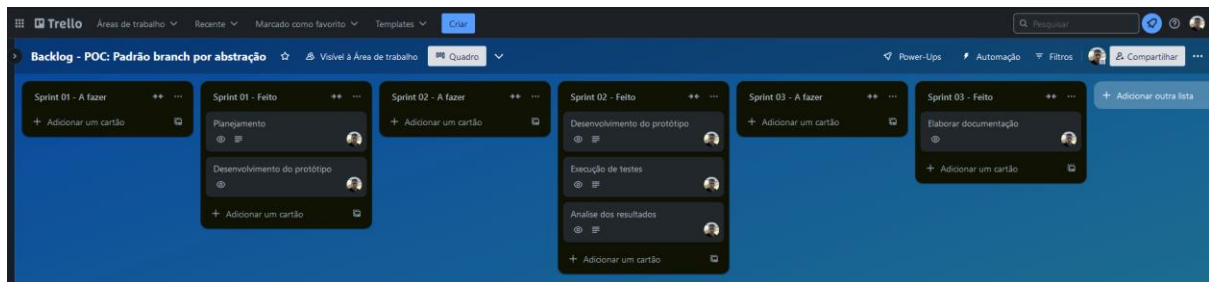 Trello Áreas de trabalho Recente Marcado como favorito Templates Criar Pesquisar
Backlog - POC: Padrão branch por abstração Visível à Área de trabalho Quadro Power-Ups Automação Filtros Compartilhar
Sprint 01 - A fazer
+ Adicionar um cartão
Sprint 01 - Feito
Planejamento
Desenvolvimento do protótipo
+ Adicionar um cartão
Sprint 02 - A fazer
+ Adicionar um cartão
Sprint 02 - Feito
Desenvolvimento do protótipo
Execução de testes
Analise dos resultados
+ Adicionar um cartão
Sprint 03 - A fazer
+ Adicionar um cartão
Sprint 03 - Feito
Elaborar documentação
+ Adicionar um cartão
+ Adicionar outra lista